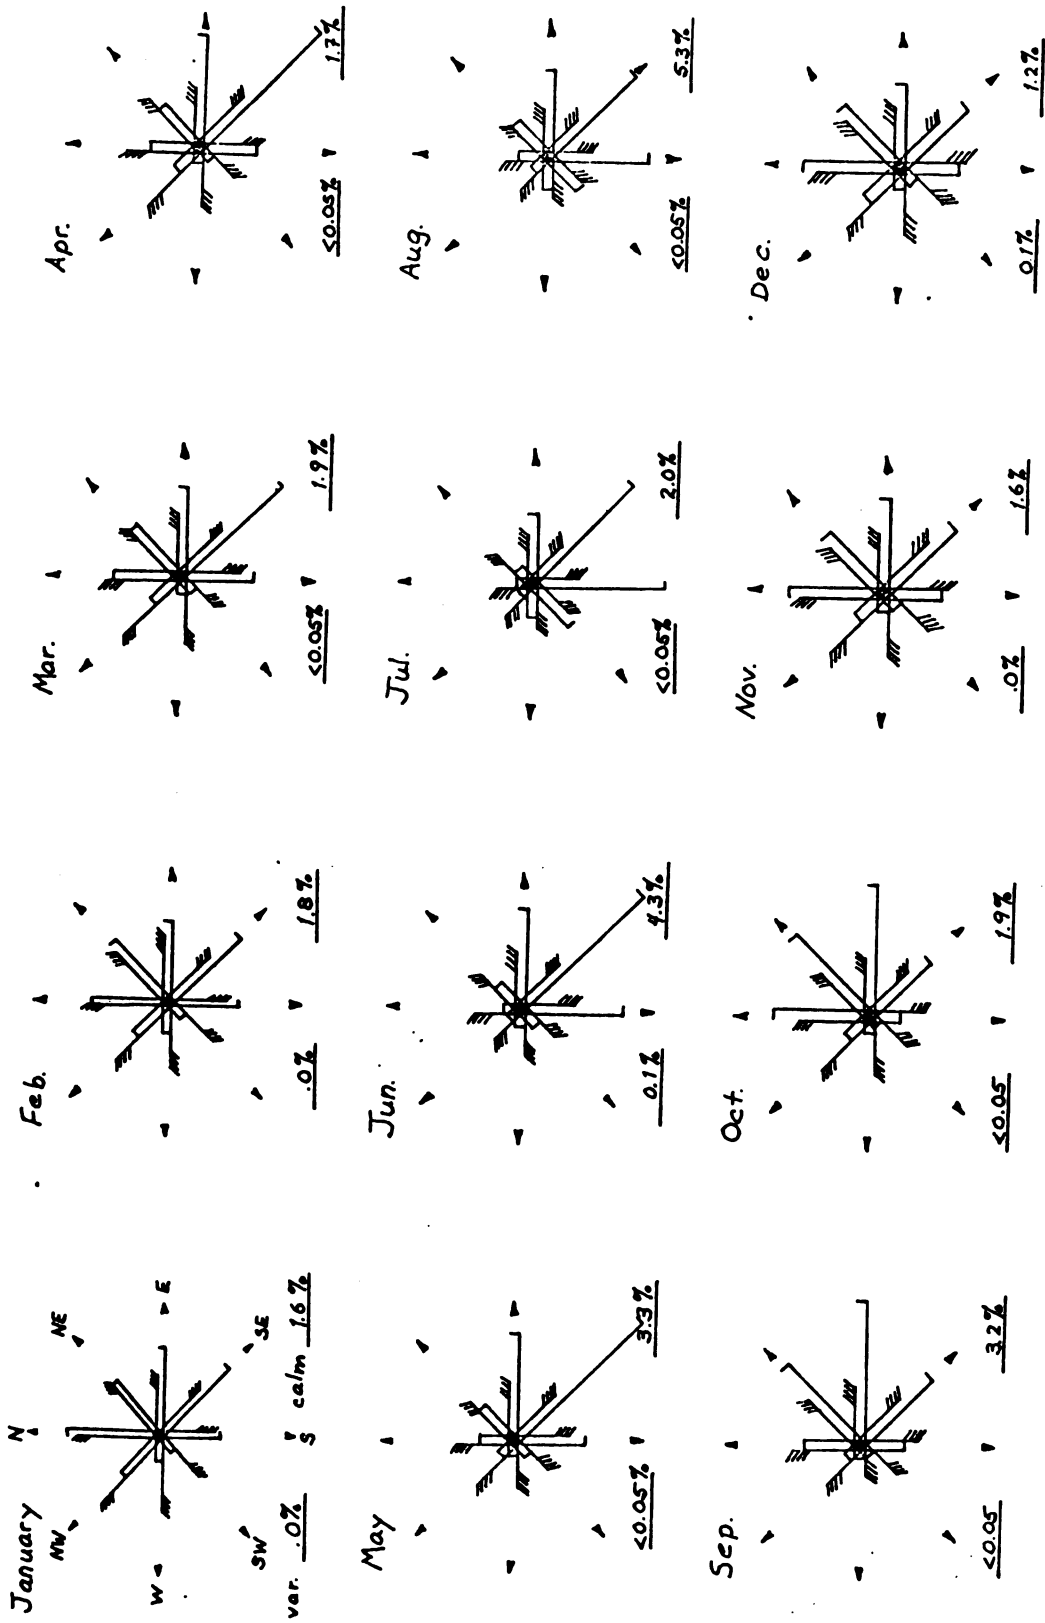 January
N
NE
E
SE
S
SW
W
NW
var. .0%
calm 1.6%
Feb.
.0%
1.8%
Mar.
<0.05%
1.9%
Apr.
<0.05%
1.7%
May
<0.05%
3.3%
Jun.
0.1%
4.3%
Jul.
<0.05%
2.0%
Aug.
<0.05%
5.3%
Sep.
<0.05
3.2%
Oct.
<0.05
1.9%
Nov.
.0%
1.6%
Dec.
0.1%
1.2%